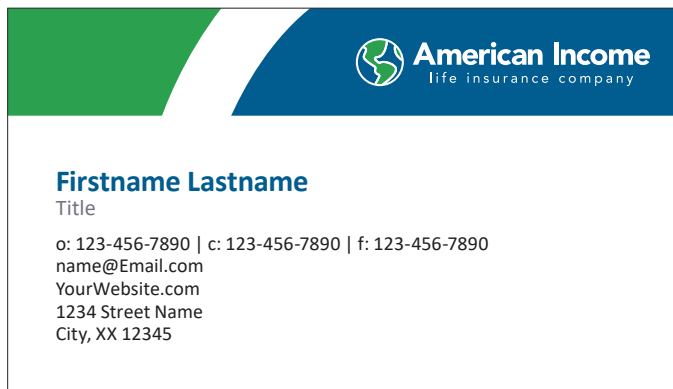 American Income
life insurance company
Firstname Lastname
Title
o: 123-456-7890 | c: 123-456-7890 | f: 123-456-7890
name@Email.com
YourWebsite.com
1234 Street Name
City, XX 12345